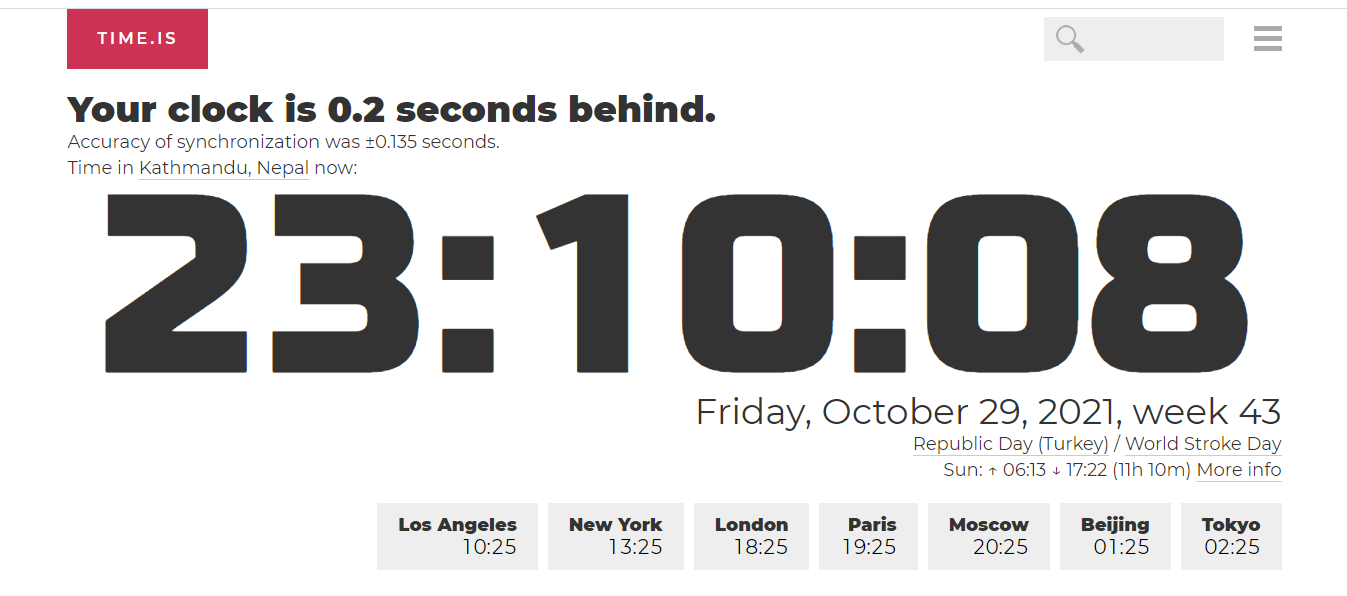 TIME.IS
Your clock is 0.2 seconds behind.
Accuracy of synchronization was ±0.135 seconds.
Time in Kathmandu, Nepal now:
23:10:08
Friday, October 29, 2021, week 43
Republic Day (Turkey) / World Stroke Day
Sun: ↑ 06:13 ↓ 17:22 (11h 10m) More info
Los Angeles New York London Paris Moscow Beijing Tokyo
10:25 13:25 18:25 19:25 20:25 01:25 02:25